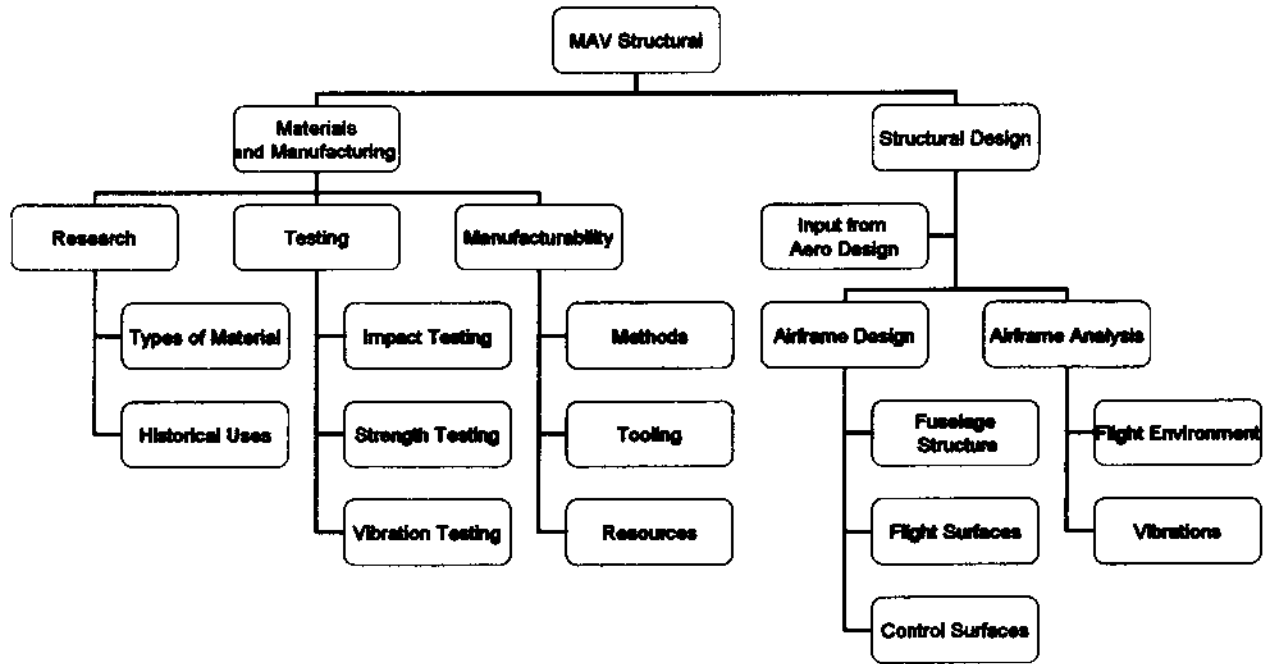 MAV Structural
Materials
and Manufacturing
Structural Design
Research
Testing
Manufacturability
Input from
Aero Design
Types of Material
Impact Testing
Methods
Airframe Design
Airframe Analysis
Historical Uses
Strength Testing
Tooling
Fuselage
Structure
Flight Environment
Vibration Testing
Resources
Flight Surfaces
Vibrations
Control Surfaces